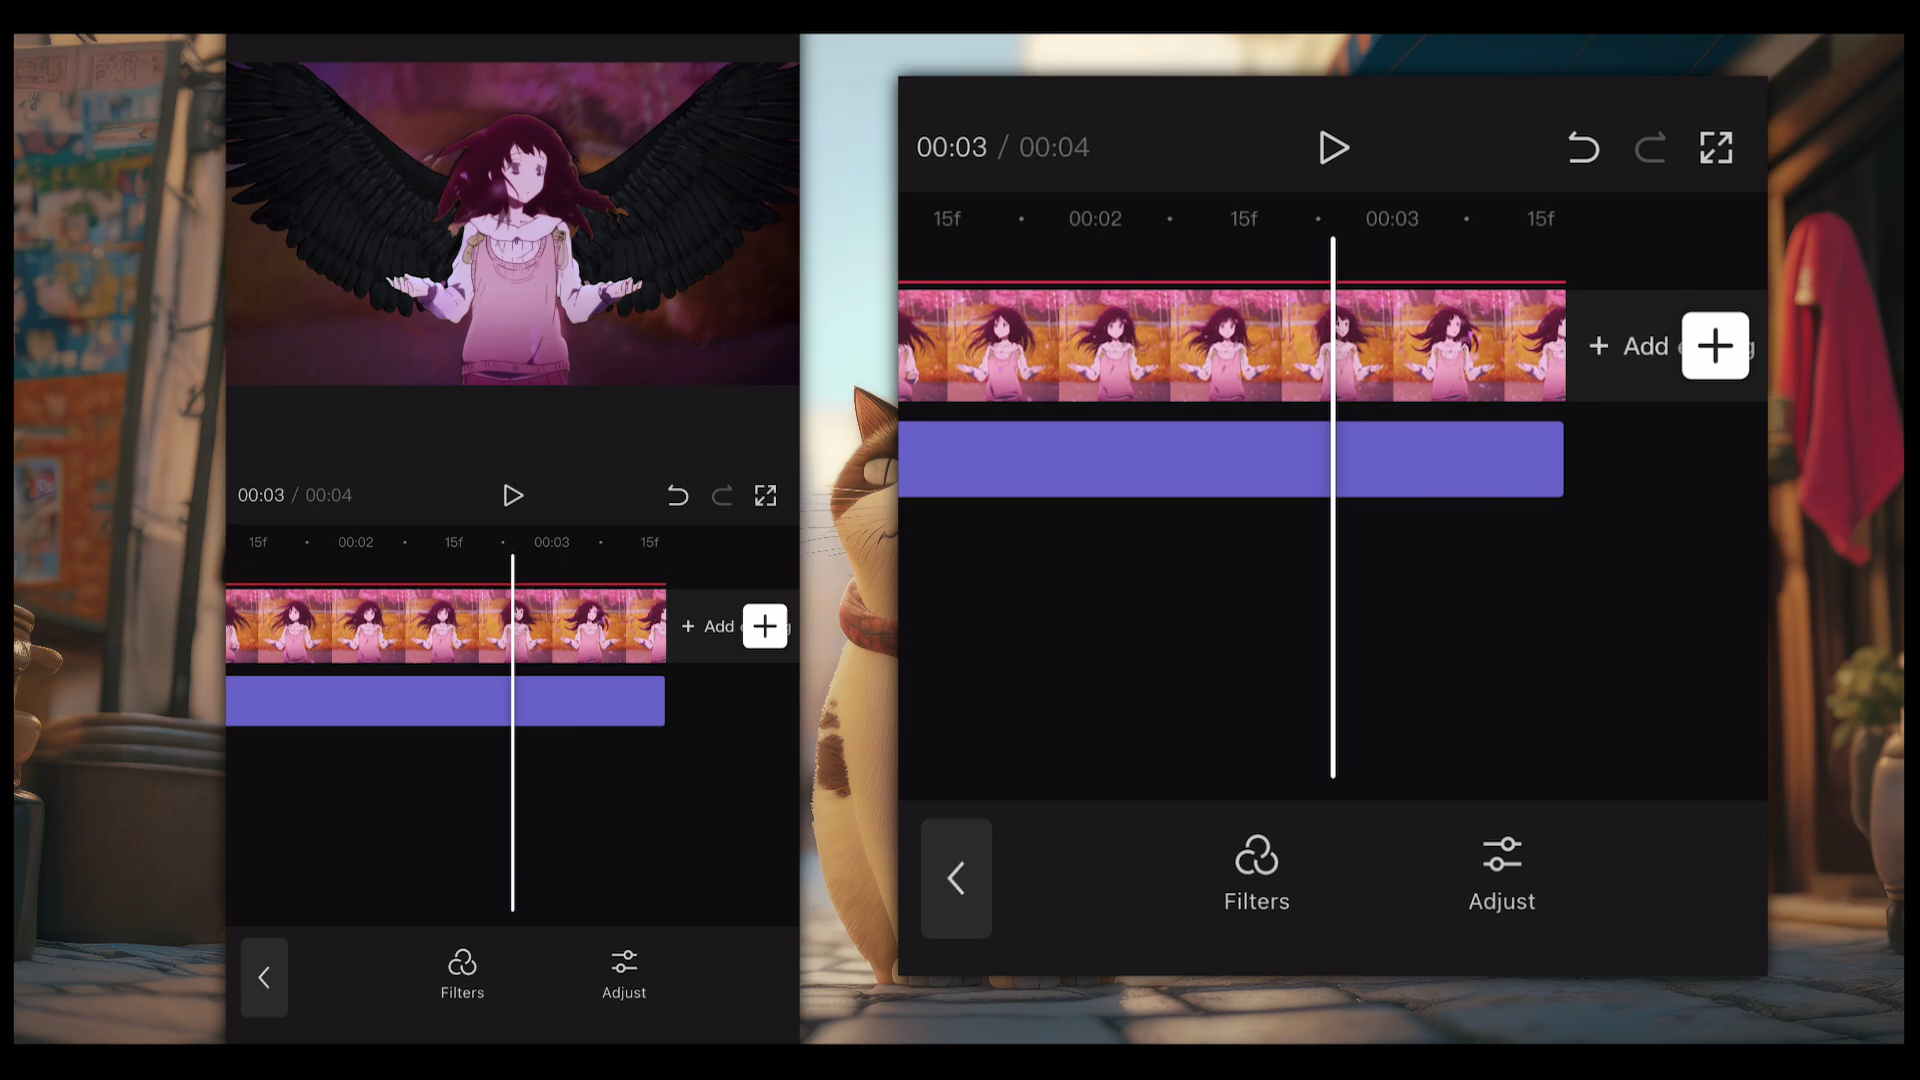 00:03 / 00:04
15f · 00:02 · 15f · 00:03 · 15f
+ Add
Filters
Adjust
00:03 / 00:04
15f · 00:02 · 15f · 00:03 · 15f
+ Add
Filters
Adjust